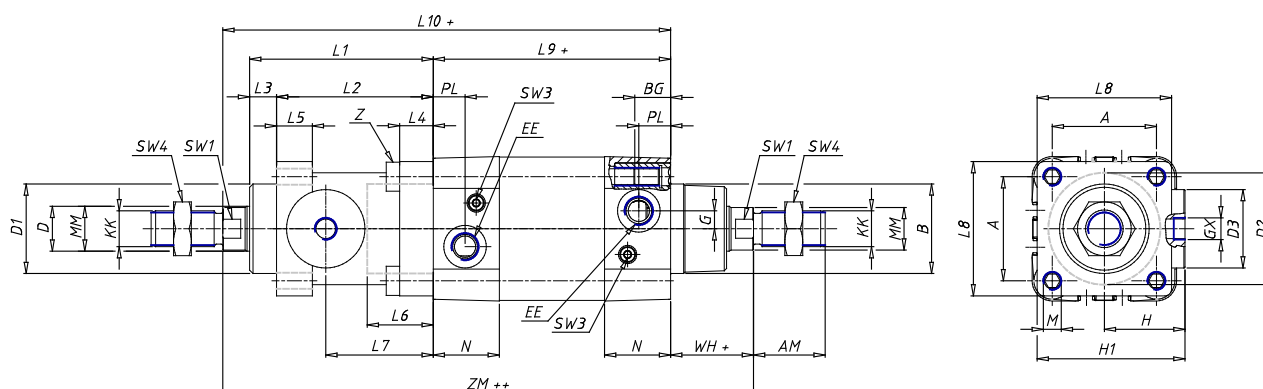 L10 +
L1
L9 +
L3
L2
PL
SW3
BG
L5
Z
L4
EE
PL
SW4
SW1
SW1
SW4
D1
D
MM
KK
G
KK
MM
B
EE
SW3
L6
L7
N
N
WH +
AM
ZM ++
L8
A
L8
A
GX
D3
D2
M
H
H1